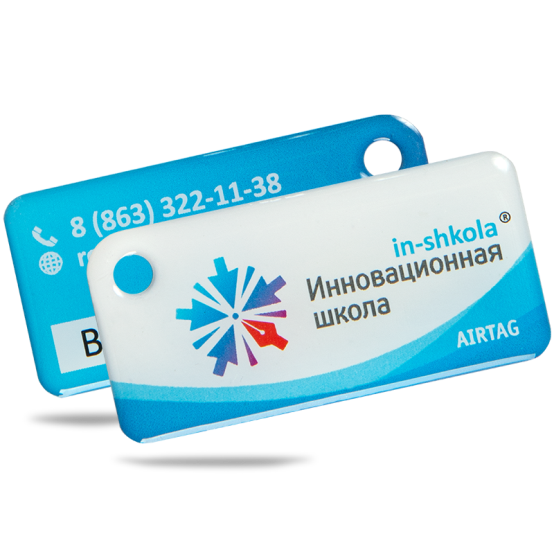 8 (863) 322-11-38
in-shkola®
Инновационная
школа
AIRTAG